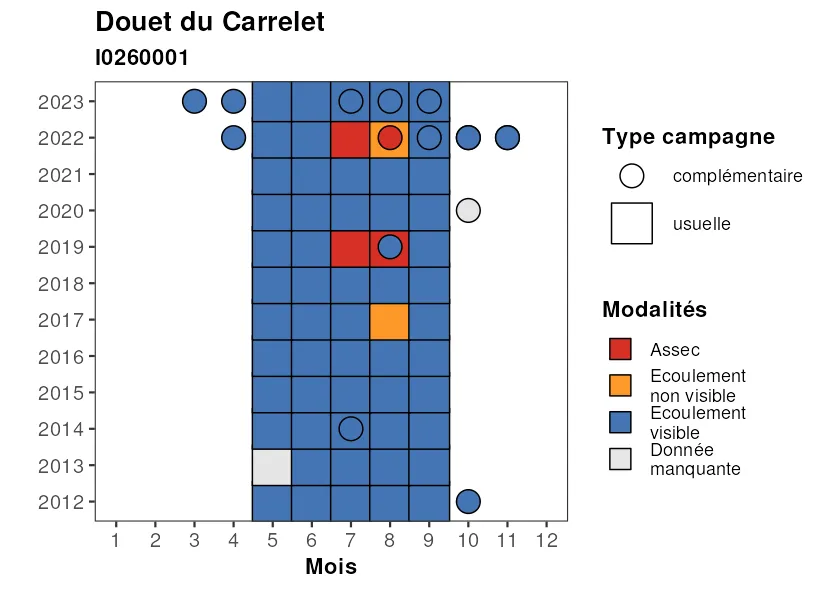 Douet du Carrelet
I0260001
2023
2022
2021
2020
2019
2018
2017
2016
2015
2014
2013
2012
1 2 3 4 5 6 7 8 9 10 11 12
Mois
Type campagne
complémentaire
usuelle
Modalités
Assec
Ecoulement
non visible
Ecoulement
visible
Donnée
manquante